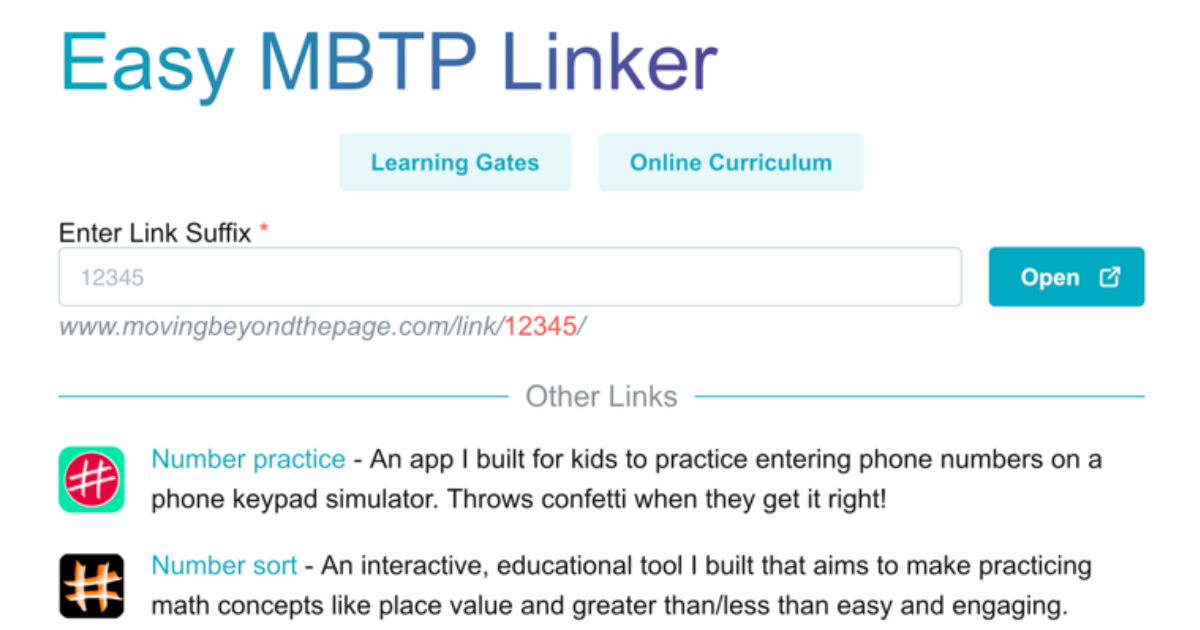 Easy MBTP Linker
Learning Gates
Online Curriculum
Enter Link Suffix *
12345
Open
www.movingbeyondthepage.com/link/12345/
Other Links
Number practice - An app I built for kids to practice entering phone numbers on a
phone keypad simulator. Throws confetti when they get it right!
Number sort - An interactive, educational tool I built that aims to make practicing
math concepts like place value and greater than/less than easy and engaging.